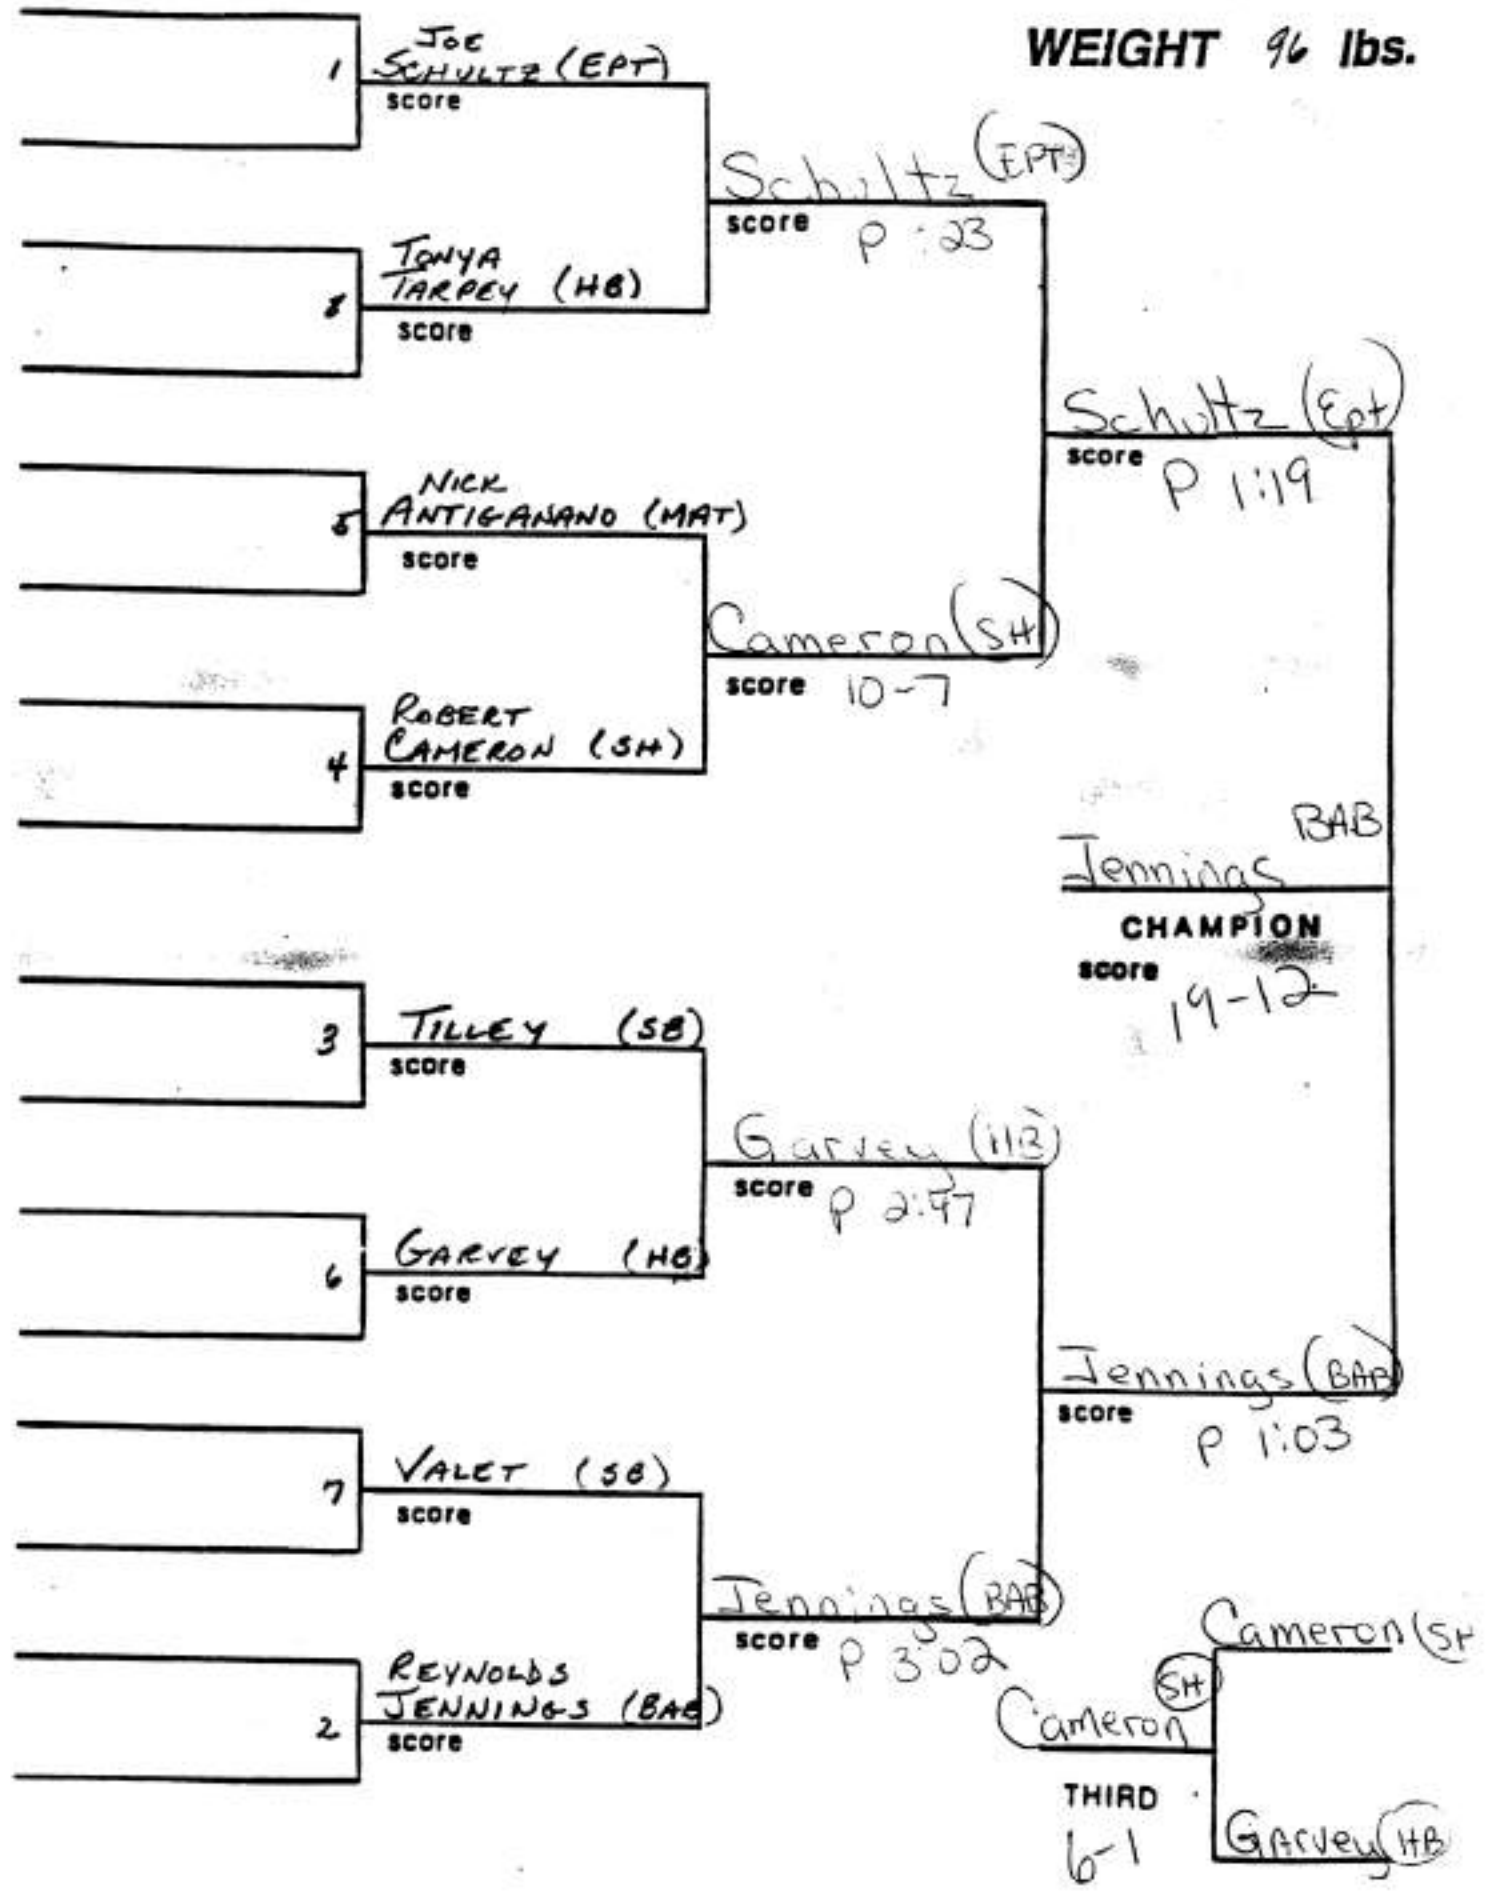 WEIGHT 96 lbs.
JOE
1 SCHULTZ (EPT)
score
Schultz (EPT)
score P :23
TONYA
8 TARPEY (HB)
score
Schultz (Ept)
score P 1:19
NICK
5 ANTIGANANO (MAT)
score
Cameron (SH)
score 10-7
ROBERT
4 CAMERON (SH)
score
Jennings BAB
CHAMPION
score 19-12
3 TILLEY (SB)
score
Garvey (HB)
score P 2:47
6 GARVEY (HB)
score
Jennings (BAB)
score P 1:03
7 VALET (SB)
score
Jennings (BAB)
score P 3:02
REYNOLDS
2 JENNINGS (BAB)
score
Cameron (SH
Cameron SH
THIRD
6-1
Garvey HB